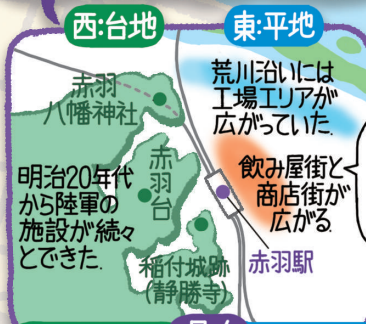 西:台地
東:平地
赤羽
八幡神社
荒川沿いには
工場エリアが
広がっていた.
明治20年代
から陸軍の
施設が続々
とできた.
赤羽台
飲み屋街と
商店街が
広がる.
稲付城跡
(静勝寺)
赤羽駅